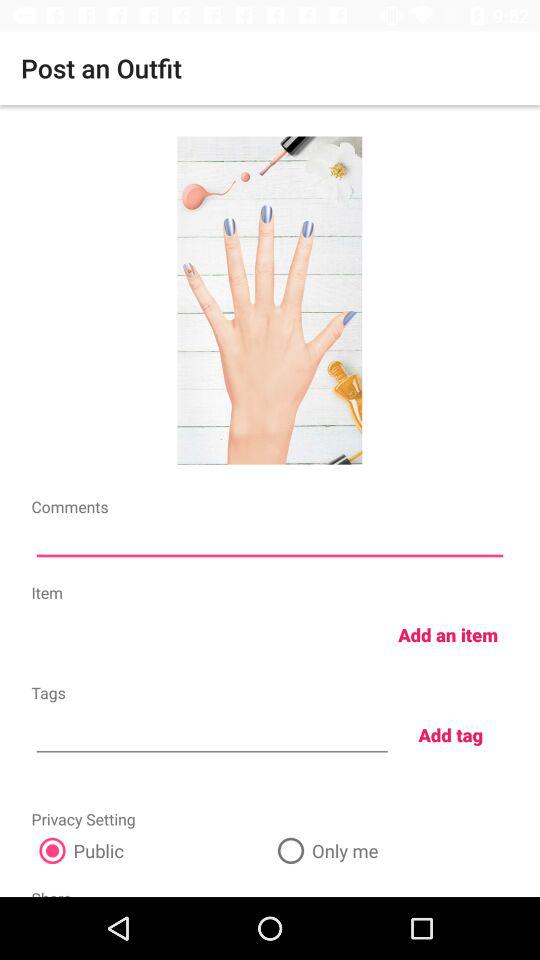 9:52
Post an Outfit
Comments
Item
Add an item
Tags
Add tag
Privacy Setting
Public
Only me
Share